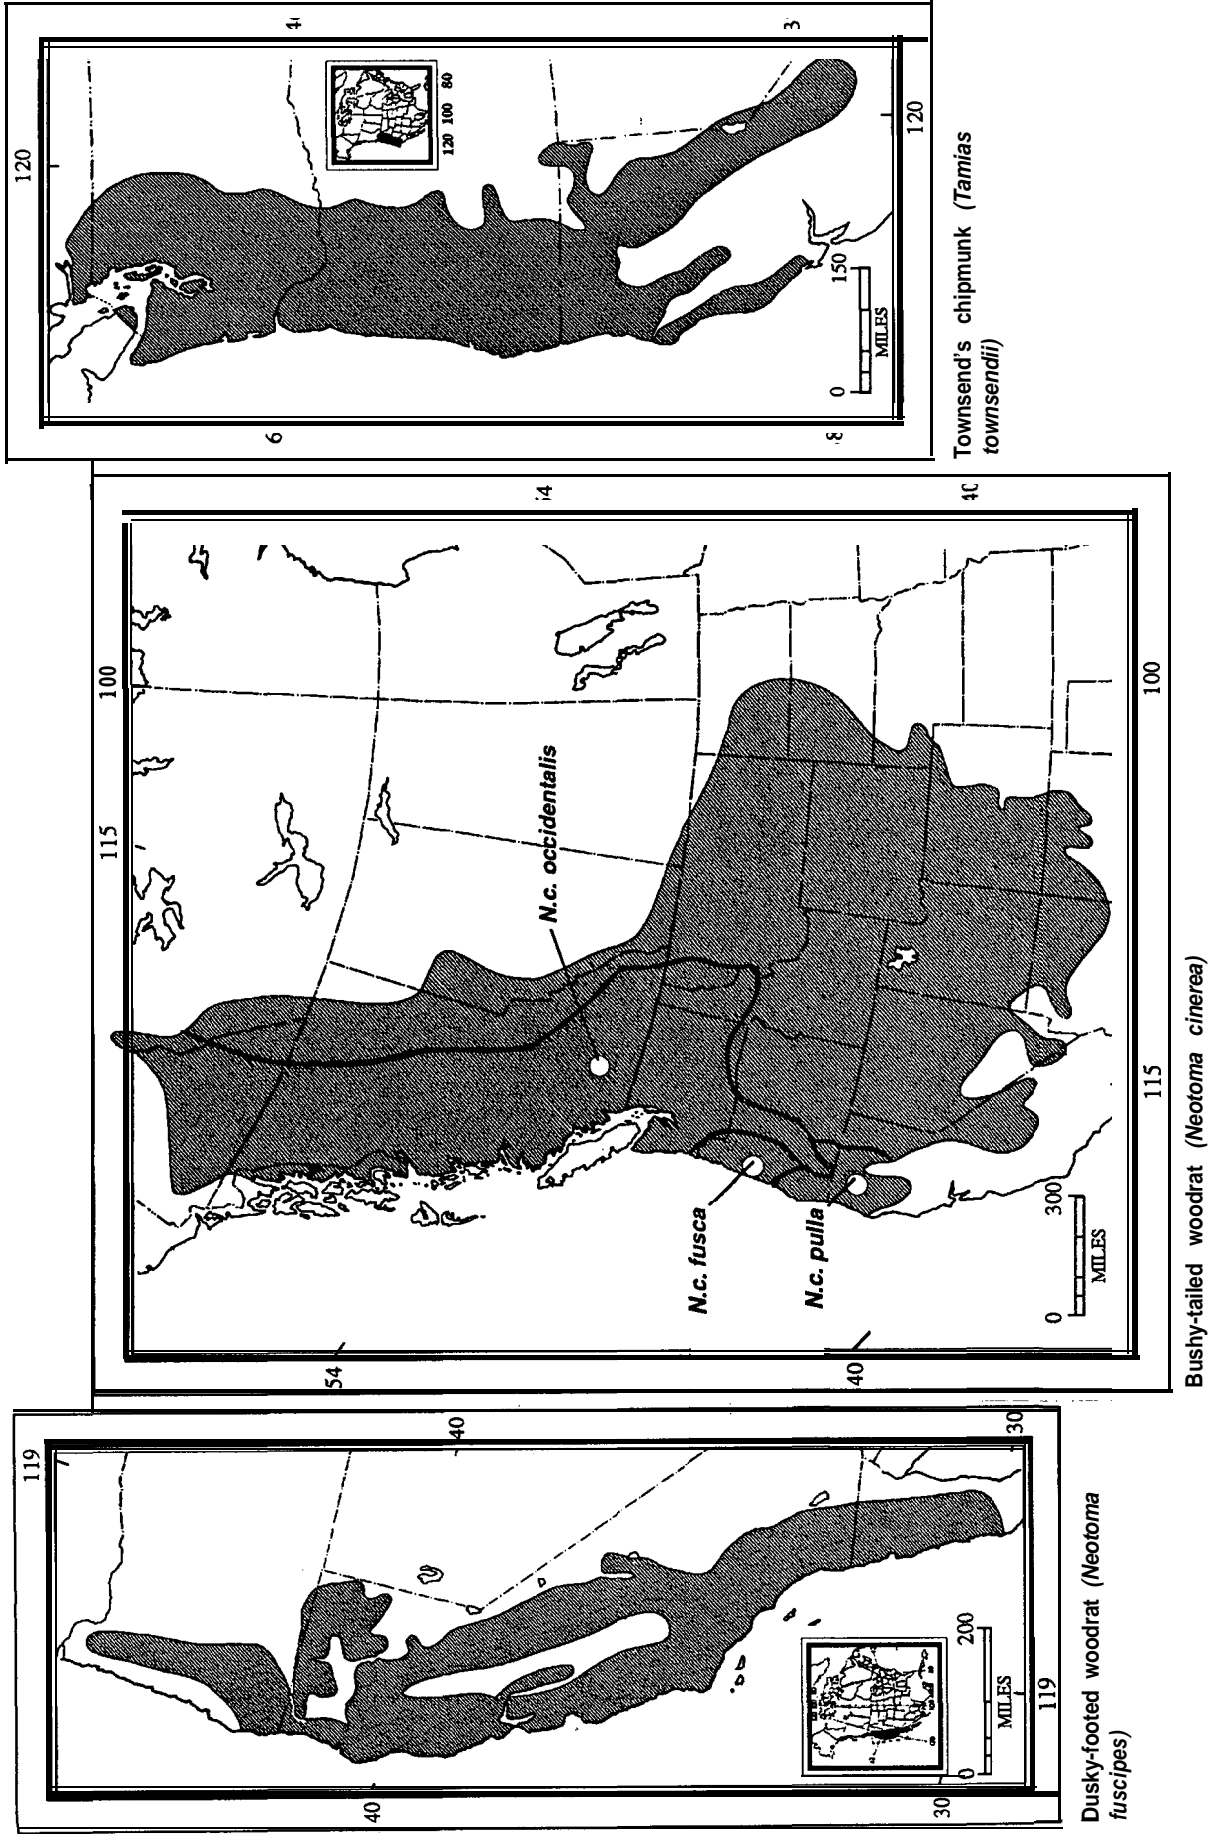 119
40
30
40
30
119
0
200
MILES
Dusky-footed woodrat (Neotoma
fuscipes)
115
100
54
40
N.c. occidentalis
N.c. fusca
N.c. pulla
0
300
MILES
115
100
Bushy-tailed woodrat (Neotoma cinerea)
120
3
6
120
120 100 80
0
150
MILES
Townsend's chipmunk (Tamias
townsendii)